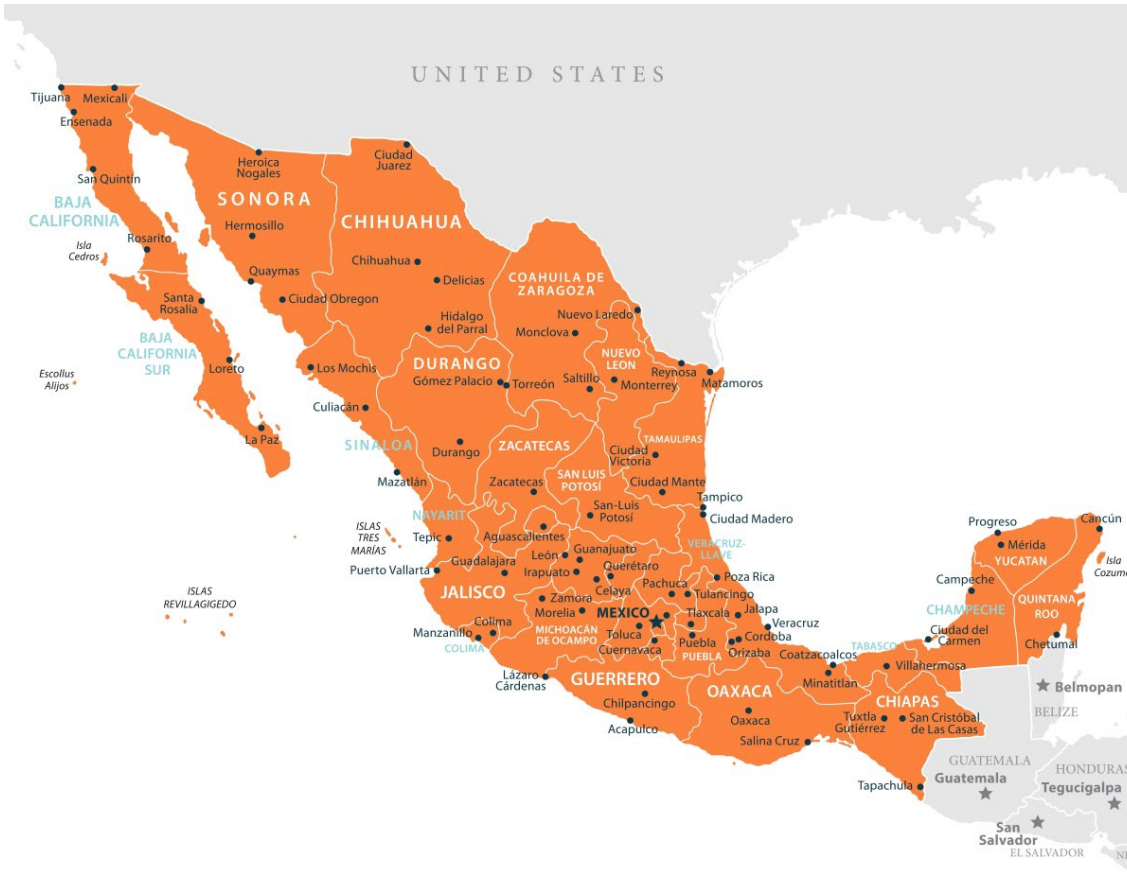 UNITED STATES
Tijuana
Mexicali
Ensenada
San Quintín
BAJA
CALIFORNIA
Isla
Cedros
Rosarito
Heroica
Nogales
SONORA
Hermosillo
Quaymas
Ciudad Obregon
Ciudad
Juarez
CHIHUAHUA
Chihuahua
Delicias
Hidalgo
del Parral
COAHUILA DE
ZARAGOZA
Nuevo Laredo
Monclova
Santa
Rosalía
BAJA
CALIFORNIA
SUR
Loreto
Escollus
Alijos
La Paz
Los Mochis
Culiacán
SINALOA
Mazatlán
DURANGO
Gómez Palacio
Torreón
Durango
NUEVO
LEON
Saltillo
Monterrey
Reynosa
Matamoros
TAMAULIPAS
Ciudad
Victoria
Ciudad Mante
Tampico
Ciudad Madero
ZACATECAS
Zacatecas
SAN LUIS
POTOSÍ
San-Luis
Potosí
NAYARIT
Tepic
ISLAS
TRES
MARÍAS
Aguascalientes
Puerto Vallarta
Guadalajara
JALISCO
León
Guanajuato
Irapuato
Querétaro
Celaya
VERACRUZ-
LLAVE
Poza Rica
Pachuca
Tulancingo
ISLAS
REVILLAGIGEDO
Zamora
Morelia
Colima
Manzanillo
COLIMA
MICHOACÁN
DE OCAMPO
MEXICO
Toluca
Cuernavaca
Tlaxcala
Puebla
PUEBLA
Jalapa
Veracruz
Cordoba
Orizaba
Coatzacoalcos
Minatitlan
Lázaro
Cárdenas
GUERRERO
Chilpancingo
Acapulco
OAXACA
Oaxaca
Salina Cruz
TABASCO
Villahermosa
CHIAPAS
Tuxtla
Gutiérrez
San Cristóbal
de Las Casas
Tapachula
Progreso
Mérida
YUCATAN
Cancún
Isla
Cozume
Campeche
CHAMPECHE
Ciudad del
Carmen
QUINTANA
ROO
Chetumal
Belmopan
BELIZE
GUATEMALA
Guatemala
HONDURAS
Tegucigalpa
San
Salvador
EL SALVADOR
NI